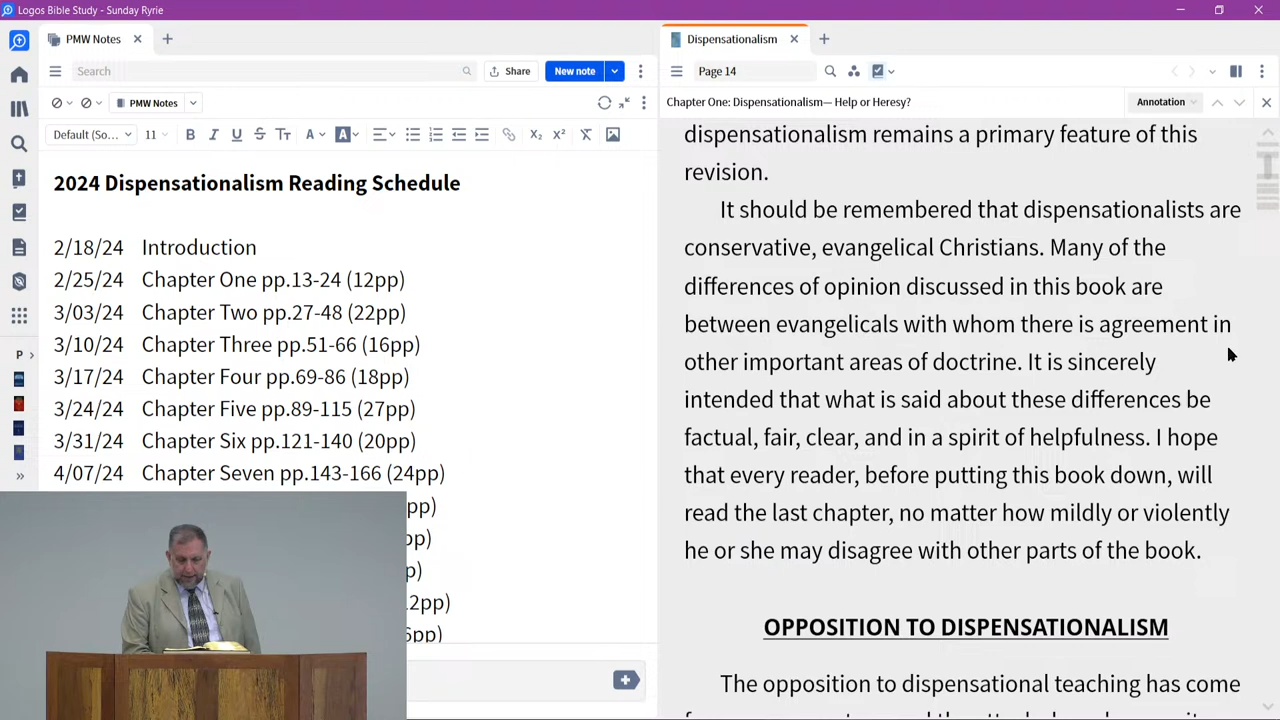 Logos Bible Study - Sunday Ryrie
PMW Notes
Search
Share
New note
PMW Notes
Default (So...
11
2024 Dispensationalism Reading Schedule
2/18/24 Introduction
2/25/24 Chapter One pp.13-24 (12pp)
3/03/24 Chapter Two pp.27-48 (22pp)
3/10/24 Chapter Three pp.51-66 (16pp)
3/17/24 Chapter Four pp.69-86 (18pp)
3/24/24 Chapter Five pp.89-115 (27pp)
3/31/24 Chapter Six pp.121-140 (20pp)
4/07/24 Chapter Seven pp.143-166 (24pp)
pp)
p)
2pp)
6pp)
P
Dispensationalism
Page 14
Chapter One: Dispensationalism— Help or Heresy?
Annotation
dispensationalism remains a primary feature of this
revision.
It should be remembered that dispensationalists are
conservative, evangelical Christians. Many of the
differences of opinion discussed in this book are
between evangelicals with whom there is agreement in
other important areas of doctrine. It is sincerely
intended that what is said about these differences be
factual, fair, clear, and in a spirit of helpfulness. I hope
that every reader, before putting this book down, will
read the last chapter, no matter how mildly or violently
he or she may disagree with other parts of the book.
OPPOSITION TO DISPENSATIONALISM
The opposition to dispensational teaching has come